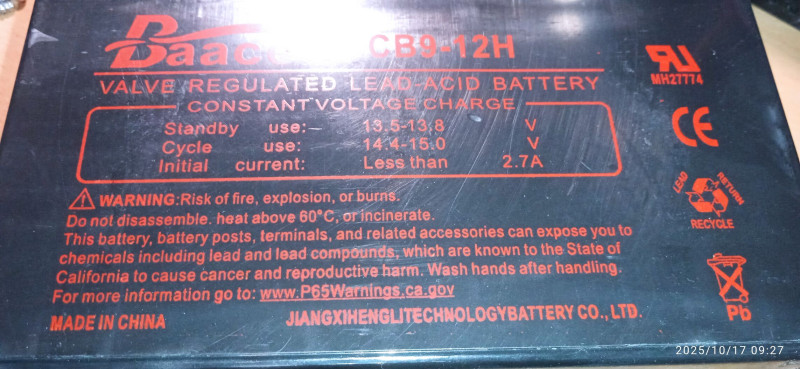 CB9-12H
VALVE REGULATED LEAD-ACID BATTERY
CONSTANT VOLTAGE CHARGE
Standby use: 13.5-13.8 V
Cycle use: 14.4-15.0 V
Initial current: Less than 2.7A
MH27774
CE
LEAD RETURN
RECYCLE
WARNING:Risk of fire, explosion, or burns.
Do not disassemble. heat above 60°C, or incinerate.
This battery, battery posts, terminals, and related accessories can expose you to
chemicals including lead and lead compounds, which are known to the State of
California to cause cancer and reproductive harm. Wash hands after handling.
For more information go to: www.P65Warnings.ca.gov
Pb
MADE IN CHINA JIANGXIHENGLITECHNOLOGYBATTERY CO.,LTD.
2025/10/17 09:27